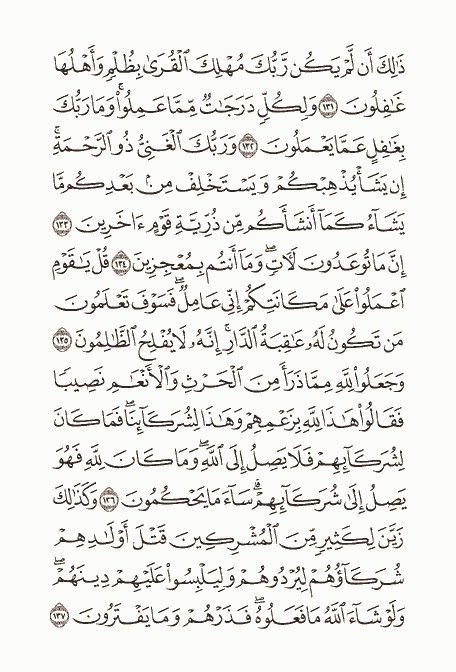 ذَٰلِكَ أَن لَّمْ يَكُن رَّبُّكَ مُهْلِكَ ٱلْقُرَىٰ بِظُلْمٍ وَأَهْلُهَا
غَٰفِلُونَ ١٣١ وَلِكُلٍّ دَرَجَٰتٌ مِّمَّا عَمِلُوا۟ ۚ وَمَا رَبُّكَ
بِغَٰفِلٍ عَمَّا يَعْمَلُونَ ١٣٢ وَرَبُّكَ ٱلْغَنِىُّ ذُو ٱلرَّحْمَةِ ۚ
إِن يَشَأْ يُذْهِبْكُمْ وَيَسْتَخْلِفْ مِنۢ بَعْدِكُم مَّا
يَشَآءُ كَمَآ أَنشَأَكُم مِّن ذُرِّيَّةِ قَوْمٍ ءَاخَرِينَ ١٣٣
إِنَّ مَا تُوعَدُونَ لَـَٔاتٍ ۖ وَمَآ أَنتُم بِمُعْجِزِينَ ١٣٤ قُلْ يَٰقَوْمِ
ٱعْمَلُوا۟ عَلَىٰ مَكَانَتِكُمْ إِنِّى عَامِلٌ ۖ فَسَوْفَ تَعْلَمُونَ
مَن تَكُونُ لَهُۥ عَٰقِبَةُ ٱلدَّارِ ۗ إِنَّهُۥ لَا يُفْلِحُ ٱلظَّٰلِمُونَ ١٣٥
وَجَعَلُوا۟ لِلَّهِ مِمَّا ذَرَأَ مِنَ ٱلْحَرْثِ وَٱلْأَنْعَٰمِ نَصِيبًا
فَقَالُوا۟ هَٰذَا لِلَّهِ بِزَعْمِهِمْ وَهَٰذَا لِشُرَكَآئِنَا ۖ فَمَا كَانَ
لِشُرَكَآئِهِمْ فَلَا يَصِلُ إِلَى ٱللَّهِ ۖ وَمَا كَانَ لِلَّهِ فَهُوَ
يَصِلُ إِلَىٰ شُرَكَآئِهِمْ ۗ سَآءَ مَا يَحْكُمُونَ ١٣٦ وَكَذَٰلِكَ
زَيَّنَ لِكَثِيرٍ مِّنَ ٱلْمُشْرِكِينَ قَتْلَ أَوْلَٰدِهِمْ
شُرَكَآؤُهُمْ لِيُرْدُوهُمْ وَلِيَلْبِسُوا۟ عَلَيْهِمْ دِينَهُمْ ۖ
وَلَوْ شَآءَ ٱللَّهُ مَا فَعَلُوهُ ۖ فَذَرْهُمْ وَمَا يَفْتَرُونَ ١٣٧